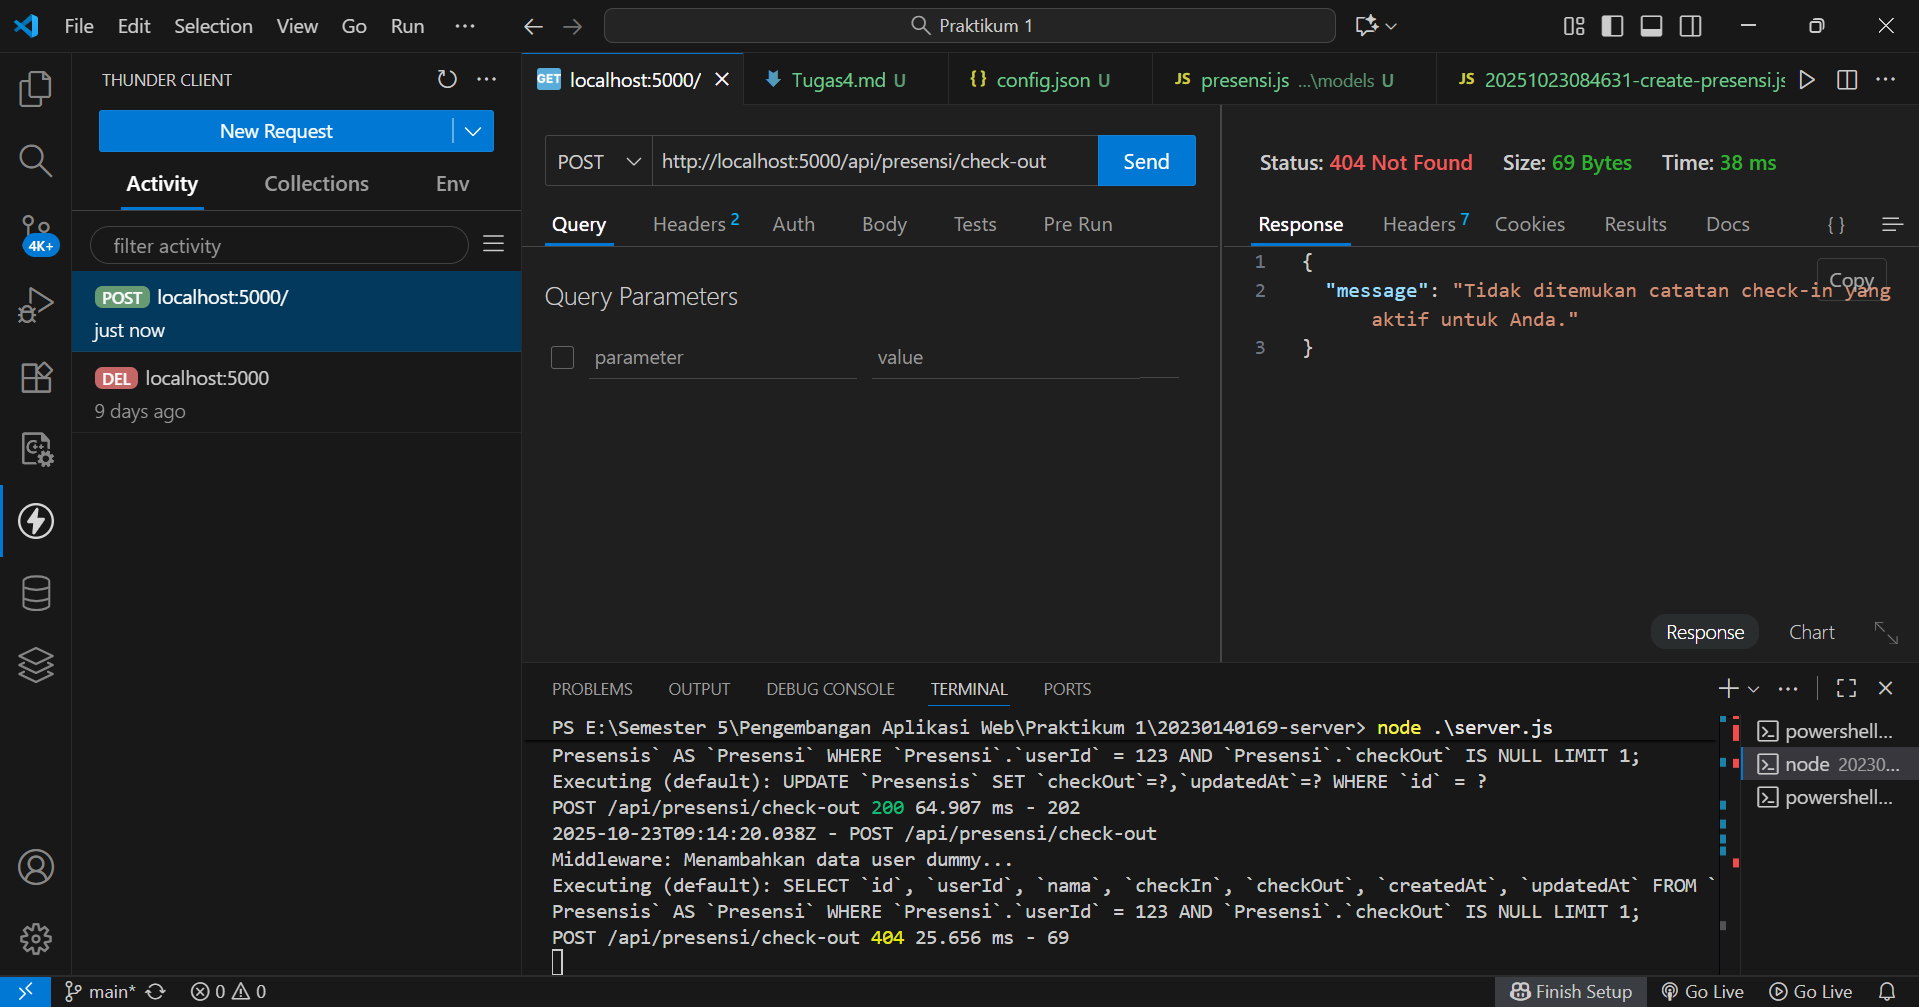 File Edit Selection View Go Run ...
Praktikum 1
THUNDER CLIENT
New Request
Activity Collections Env
filter activity
POST localhost:5000/
just now
DEL localhost:5000
9 days ago
4K+
GET localhost:5000/
Tugas4.md U
{} config.json U
JS presensi.js ...\models U
JS 20251023084631-create-presensi.js
POST http://localhost:5000/api/presensi/check-out Send
Query Headers 2 Auth Body Tests Pre Run
Query Parameters
parameter value
Status: 404 Not Found Size: 69 Bytes Time: 38 ms
Response Headers 7 Cookies Results Docs {}
Copy
1 {
2 "message": "Tidak ditemukan catatan check-in yang
aktif untuk Anda."
3 }
Response Chart
PROBLEMS OUTPUT DEBUG CONSOLE TERMINAL PORTS
PS E:\Semester 5\Pengembangan Aplikasi Web\Praktikum 1\20230140169-server> node .\server.js
Presensis` AS `Presensi` WHERE `Presensi`.`userId` = 123 AND `Presensi`.`checkOut` IS NULL LIMIT 1;
Executing (default): UPDATE `Presensis` SET `checkOut`=?,`updatedAt`=? WHERE `id` = ?
POST /api/presensi/check-out 200 64.907 ms - 202
2025-10-23T09:14:20.038Z - POST /api/presensi/check-out
Middleware: Menambahkan data user dummy...
Executing (default): SELECT `id`, `userId`, `nama`, `checkIn`, `checkOut`, `createdAt`, `updatedAt` FROM `
Presensis` AS `Presensi` WHERE `Presensi`.`userId` = 123 AND `Presensi`.`checkOut` IS NULL LIMIT 1;
POST /api/presensi/check-out 404 25.656 ms - 69
powershell...
node 20230...
powershell...
main* 0 0
Finish Setup Go Live Go Live